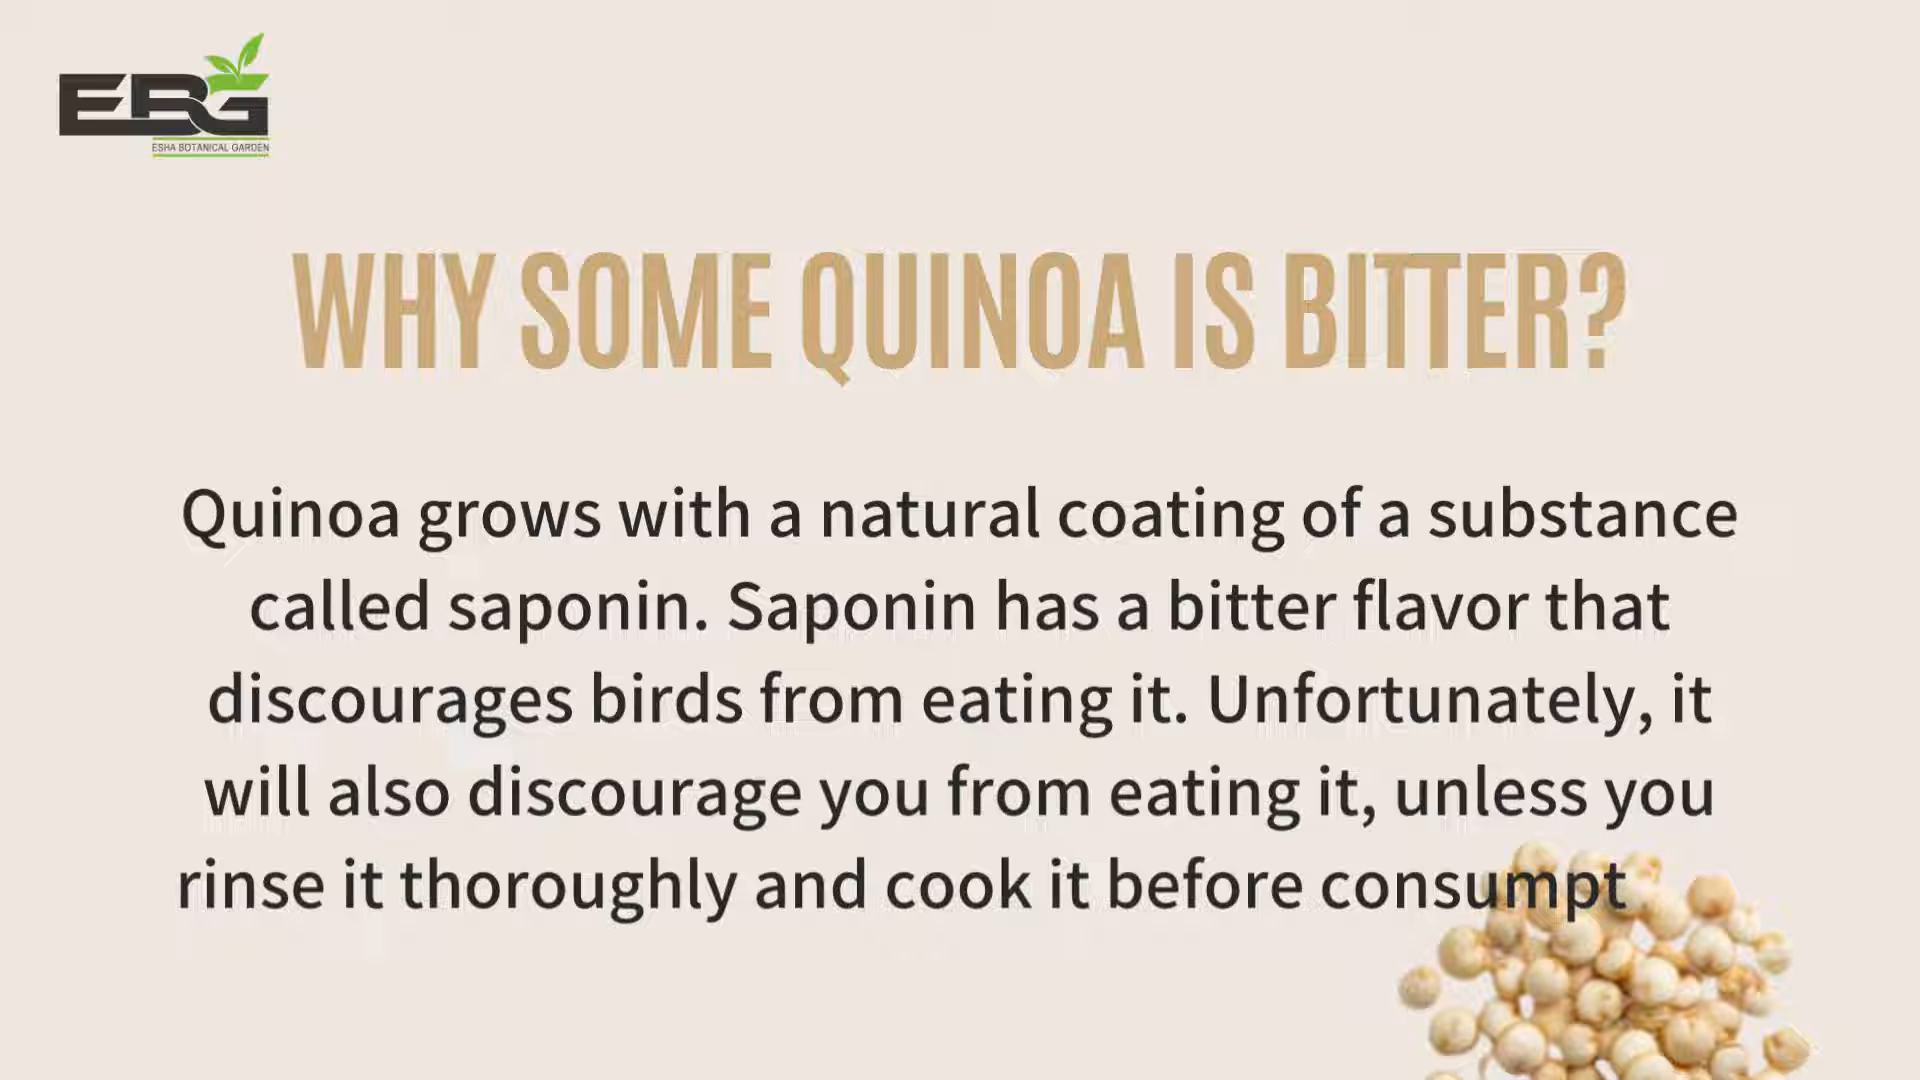 EBG
ESHA BOTANICAL GARDEN
WHY SOME QUINOA IS BITTER?
Quinoa grows with a natural coating of a substance
called saponin. Saponin has a bitter flavor that
discourages birds from eating it. Unfortunately, it
will also discourage you from eating it, unless you
rinse it thoroughly and cook it before consumpt